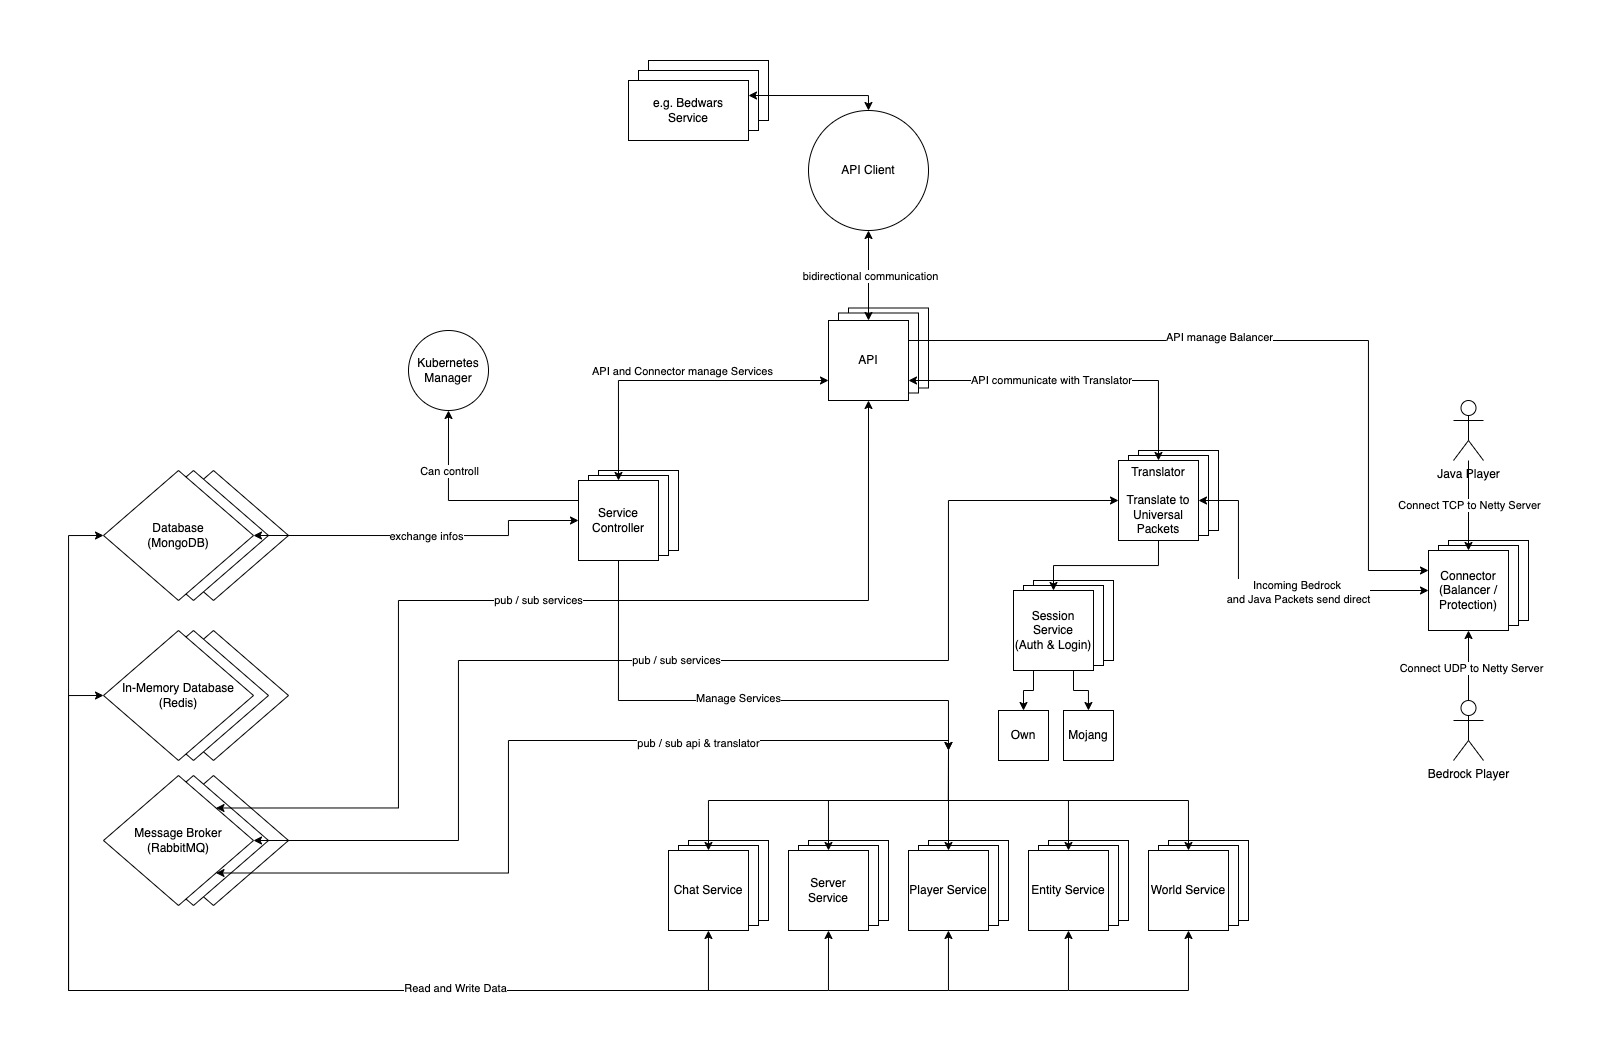 e.g. Bedwars
Service
API Client
bidirectional communication
API manage Balancer
API
Kubernetes
Manager
API and Connector manage Services
API communicate with Translator
Java Player
Can controll
Translator
Translate to
Universal
Packets
Connect TCP to Netty Server
Service
Controller
Database
(MongoDB)
exchange infos
Connector
(Balancer /
Protection)
Incoming Bedrock
and Java Packets send direct
pub / sub services
Session
Service
(Auth & Login)
pub / sub services
Connect UDP to Netty Server
In-Memory Database
(Redis)
Manage Services
Own
Mojang
pub / sub api & translator
Bedrock Player
Message Broker
(RabbitMQ)
Chat Service
Server
Service
Player Service
Entity Service
World Service
Read and Write Data